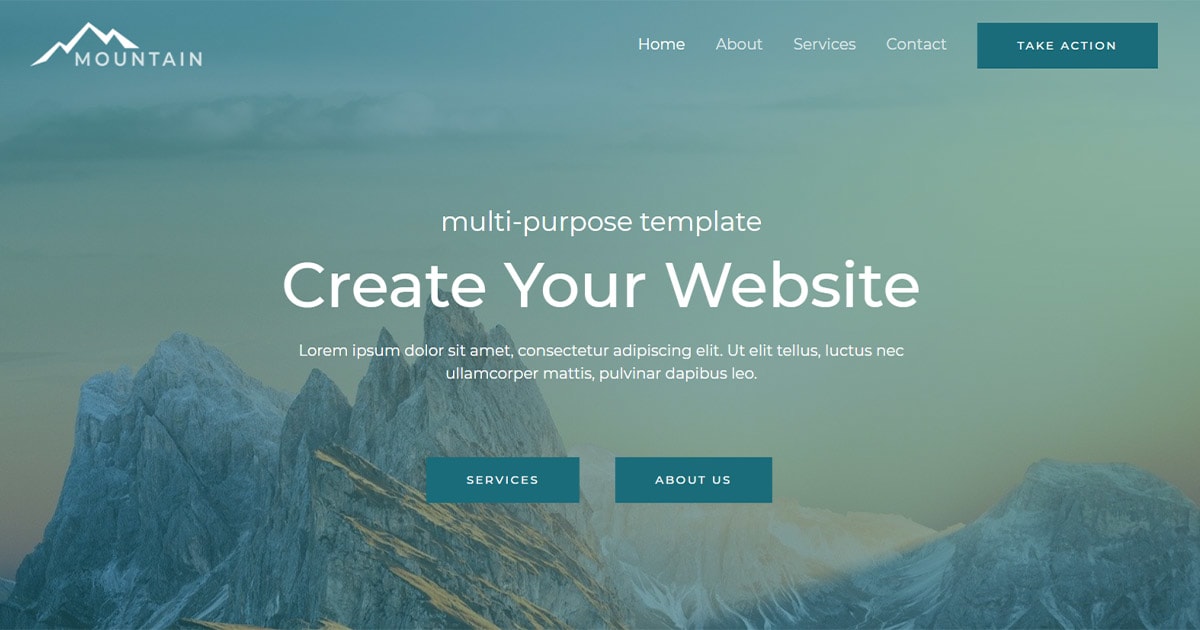 MOUNTAIN
Home About Services Contact TAKE ACTION
multi-purpose template
Create Your Website
Lorem ipsum dolor sit amet, consectetur adipiscing elit. Ut elit tellus, luctus nec
ullamcorper mattis, pulvinar dapibus leo.
SERVICES ABOUT US